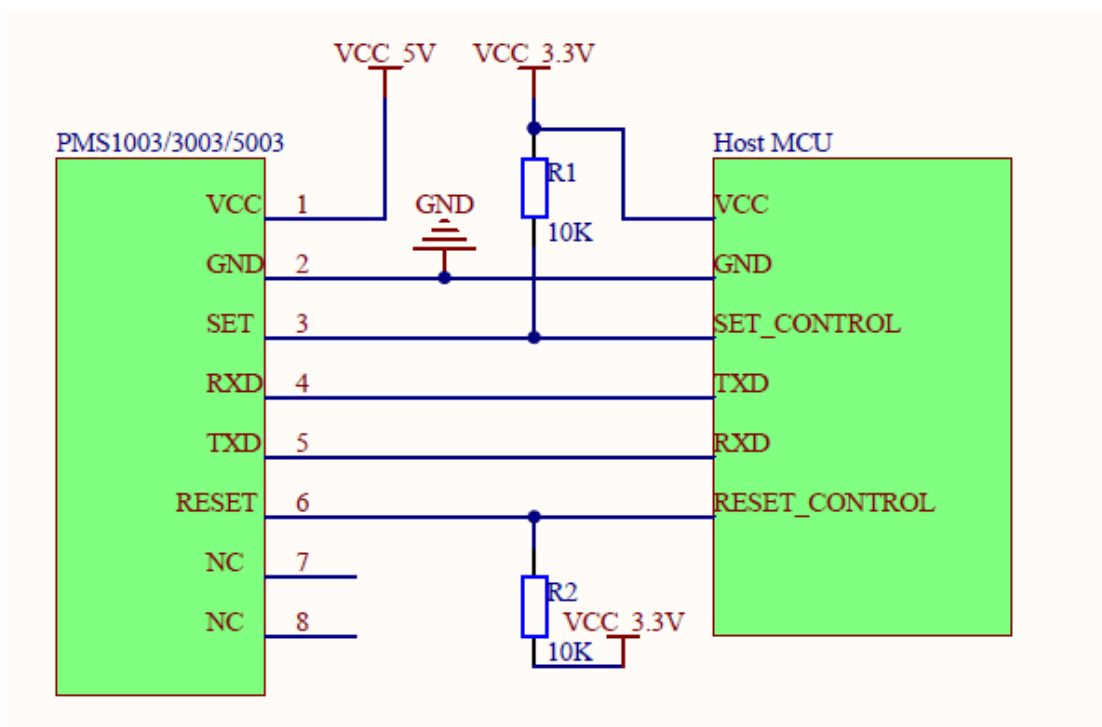 VCC_5V VCC_3.3V
PMS1003/3003/5003 Host MCU
R1
VCC 1 GND VCC
10K
GND 2 GND
SET 3 SET_CONTROL
RXD 4 TXD
TXD 5 RXD
RESET 6 RESET_CONTROL
NC 7
R2
NC 8 VCC_3.3V
10K